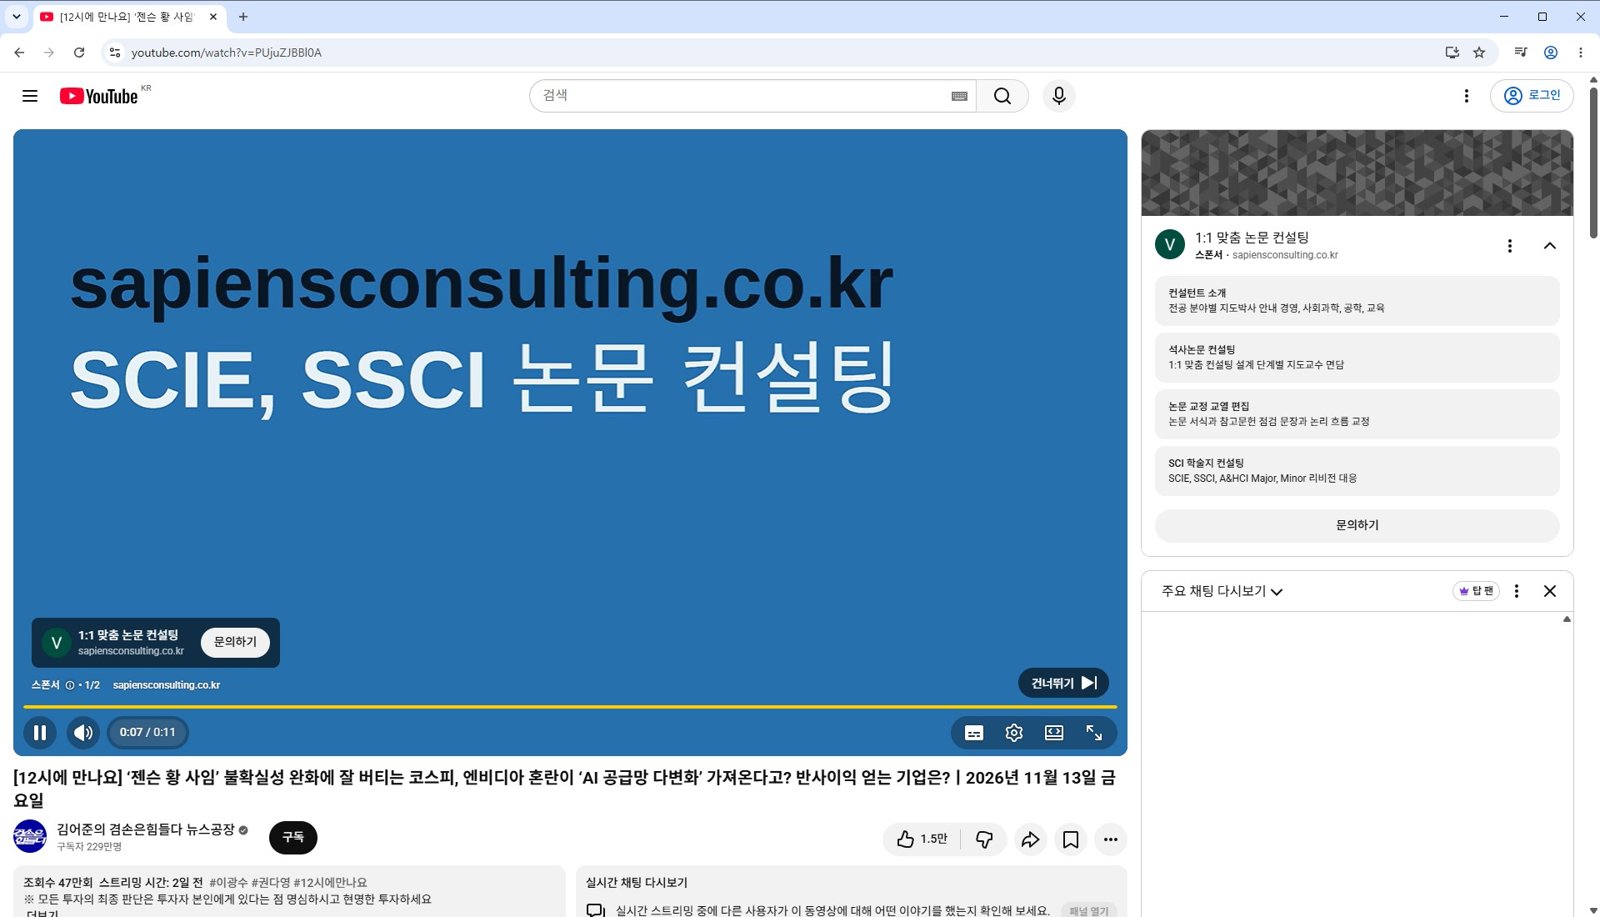 [12시에 만나요] ‘젠슨 황 사임’
youtube.com/watch?v=PUjuZJBBl0A
YouTube KR
검색
로그인
sapiensconsulting.co.kr
SCIE, SSCI 논문 컨설팅
V
1:1 맞춤 논문 컨설팅
sapiensconsulting.co.kr
문의하기
스폰서 · 1/2 sapiensconsulting.co.kr
건너뛰기
0:07 / 0:11
[12시에 만나요] ‘젠슨 황 사임’ 불확실성 완화에 잘 버티는 코스피, 엔비디아 혼란이 ‘AI 공급망 다변화’ 가져온다고? 반사이익 얻는 기업은?ㅣ2026년 11월 13일 금
요일
겸손은 힘들다
김어준의 겸손은힘들다 뉴스공장
구독자 229만명
구독
1.5만
조회수 47만회 스트리밍 시간: 2일 전 #이광수 #권다영 #12시에만나요
※ 모든 투자의 최종 판단은 투자자 본인에게 있다는 점 명심하시고 현명한 투자하세요
...더보기
실시간 채팅 다시보기
실시간 스트리밍 중에 다른 사용자가 이 동영상에 대해 어떤 이야기를 했는지 확인해 보세요.
패널 열기
V
1:1 맞춤 논문 컨설팅
스폰서 · sapiensconsulting.co.kr
컨설턴트 소개
전공 분야별 지도박사 안내 경영, 사회과학, 공학, 교육
석사논문 컨설팅
1:1 맞춤 컨설팅 설계 단계별 지도교수 면담
논문 교정 교열 편집
논문 서식과 참고문헌 점검 문장과 논리 흐름 교정
SCI 학술지 컨설팅
SCIE, SSCI, A&HCI Major, Minor 리비전 대응
문의하기
주요 채팅 다시보기
탑 팬